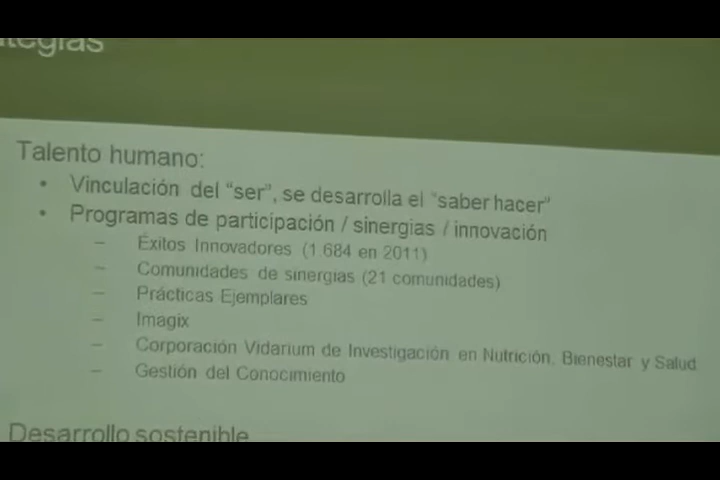 tegias
Talento humano:
• Vinculación del “ser”, se desarrolla el “saber hacer”
• Programas de participación / sinergias / innovación
– Éxitos Innovadores (1.684 en 2011)
– Comunidades de sinergias (21 comunidades)
– Prácticas Ejemplares
– Imagix
– Corporación Vidarium de Investigación en Nutrición, Bienestar y Salud
– Gestión del Conocimiento
Desarrollo sostenible